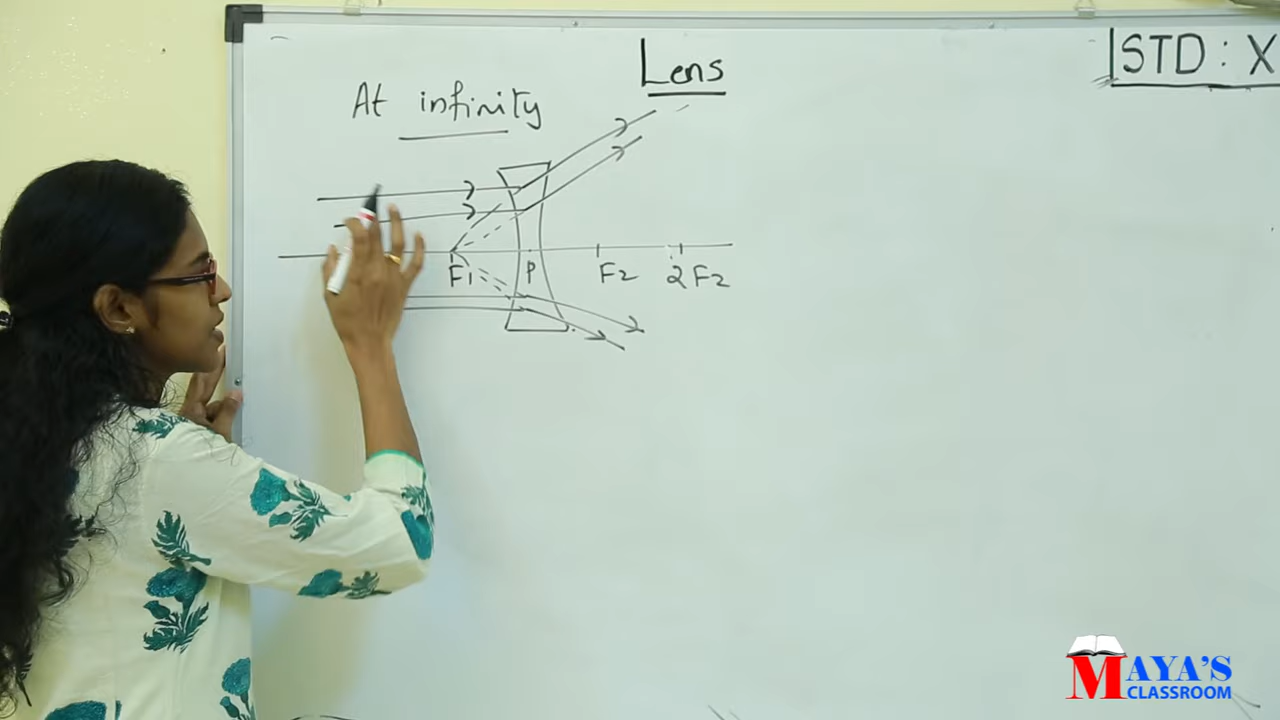 Lens
STD : X
At infinity
F1 P F2 2F2
MAYA'S
CLASSROOM